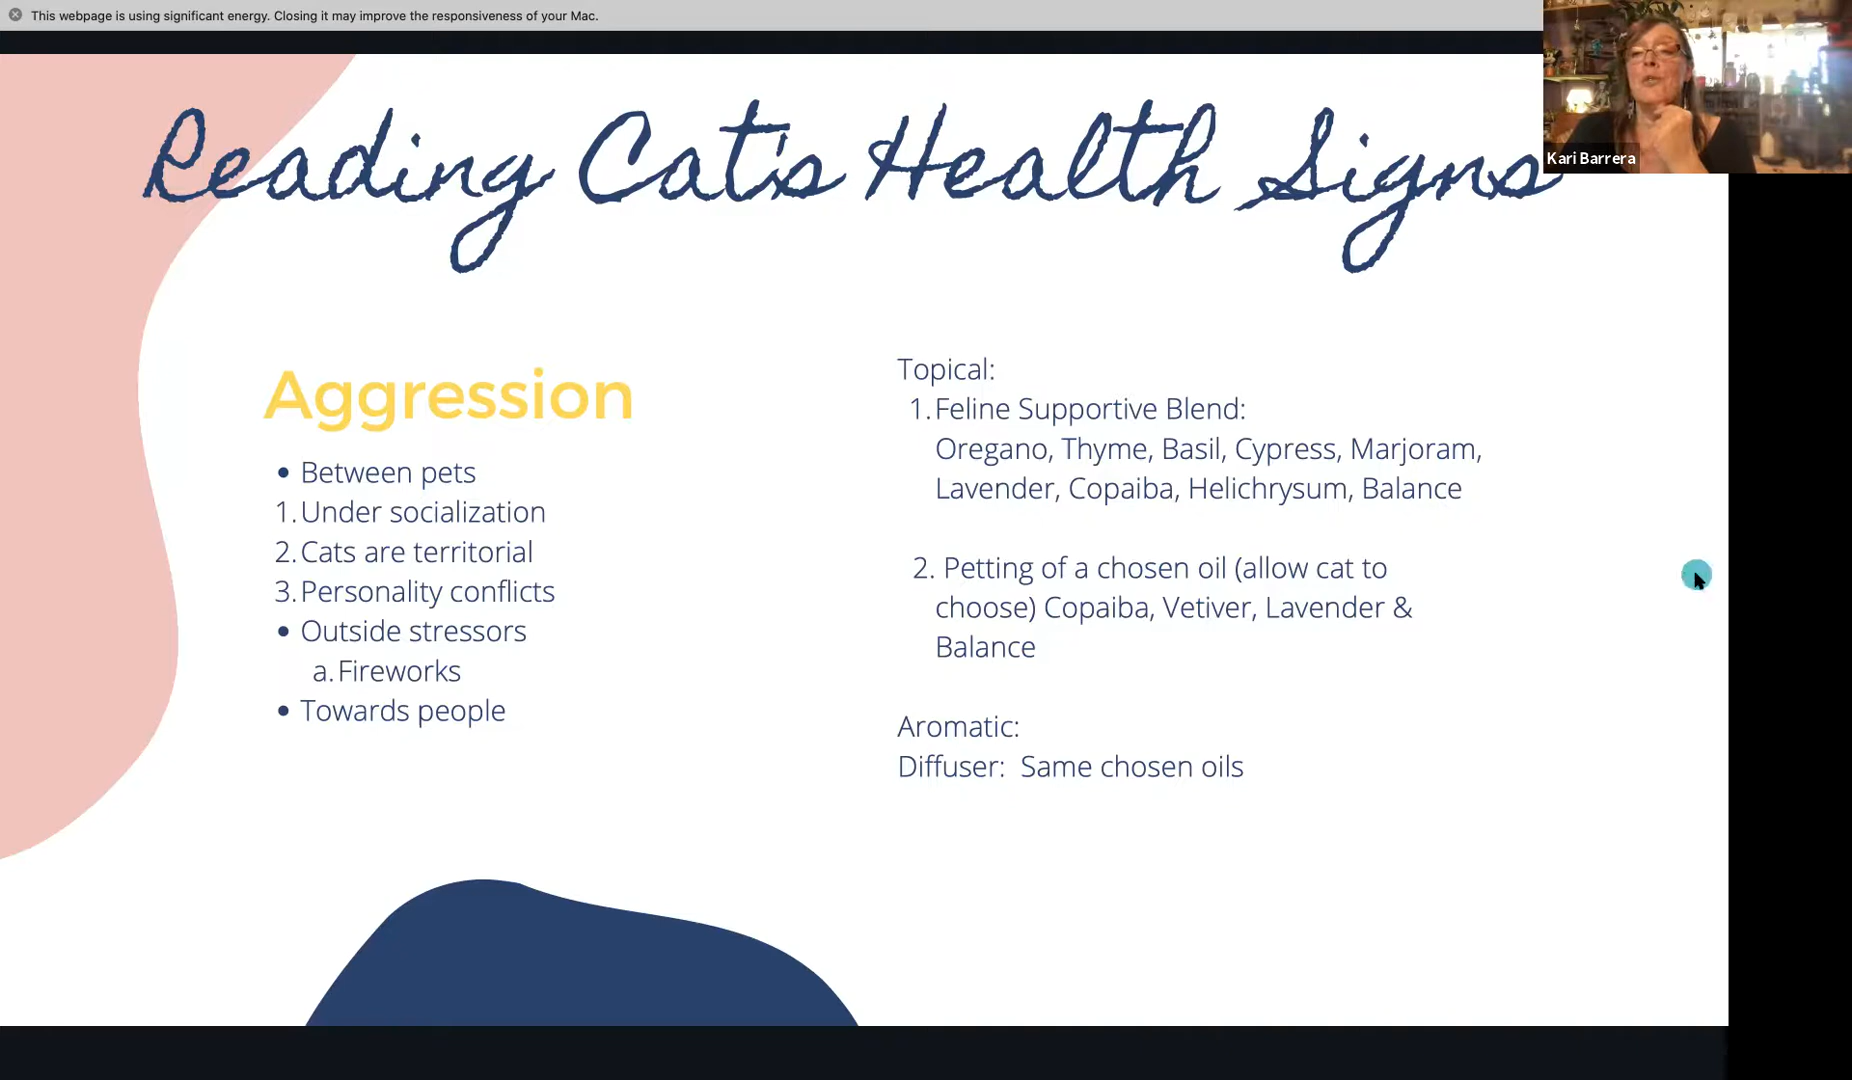 This webpage is using significant energy. Closing it may improve the responsiveness of your Mac.
Kari Barrera
Reading Cat's Health Signs
Aggression
• Between pets
1. Under socialization
2. Cats are territorial
3. Personality conflicts
• Outside stressors
a. Fireworks
• Towards people
Topical:
1. Feline Supportive Blend:
Oregano, Thyme, Basil, Cypress, Marjoram,
Lavender, Copaiba, Helichrysum, Balance
2. Petting of a chosen oil (allow cat to
choose) Copaiba, Vetiver, Lavender &
Balance
Aromatic:
Diffuser: Same chosen oils